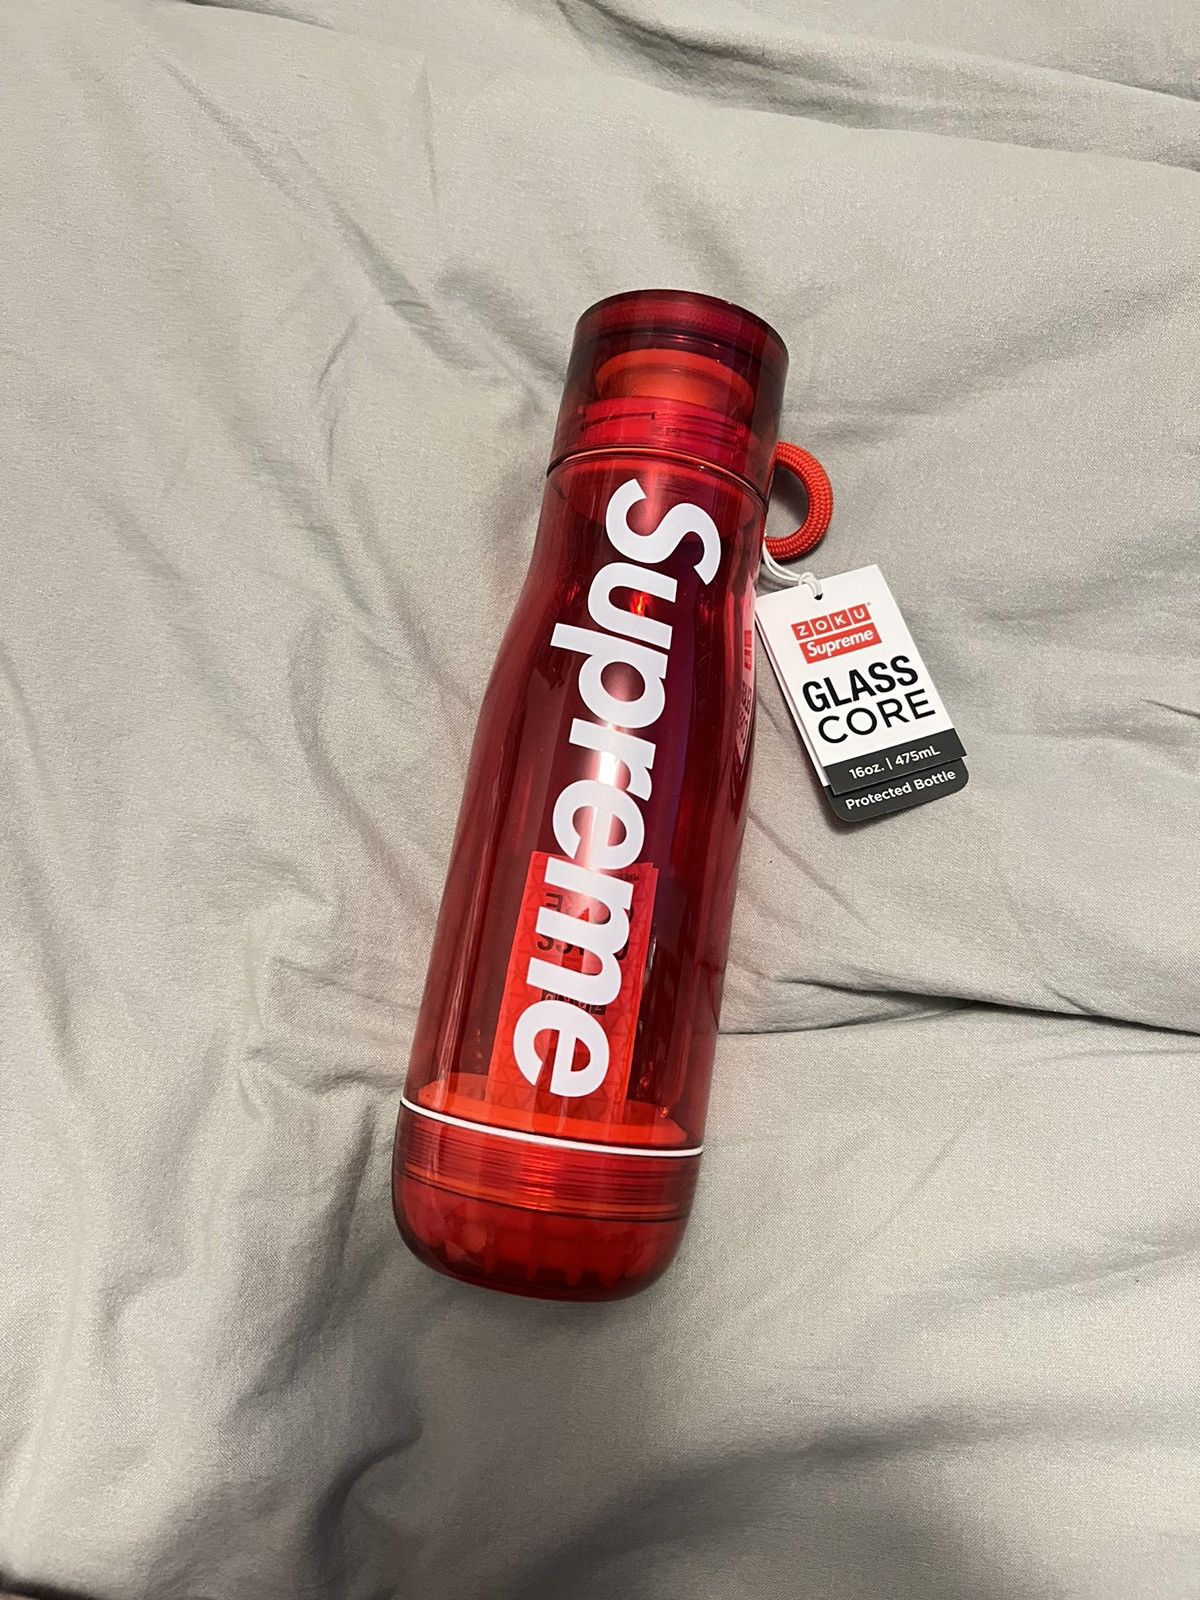 Supreme
ZOKU
Supreme
GLASS
CORE
16oz. | 475mL
Protected Bottle